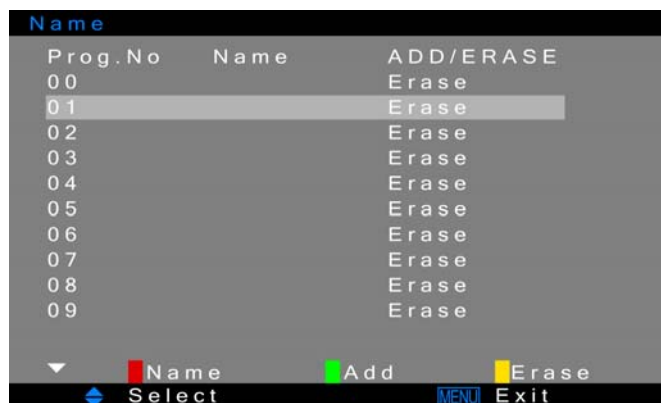 Name
Prog.No Name ADD/ERASE
00 Erase
01 Erase
02 Erase
03 Erase
04 Erase
05 Erase
06 Erase
07 Erase
08 Erase
09 Erase
Name Add Erase
Select MENU Exit